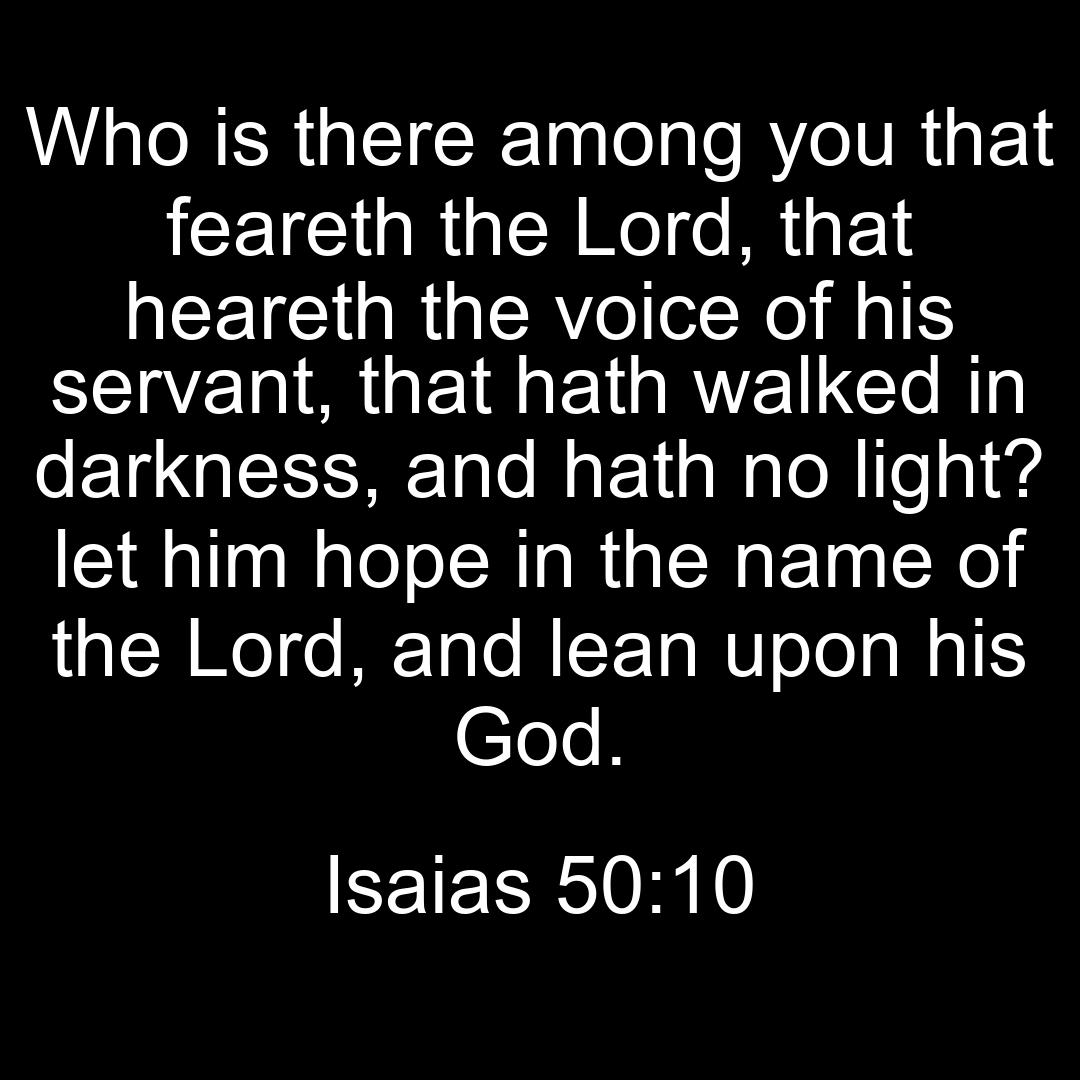 Who is there among you that
feareth the Lord, that
heareth the voice of his
servant, that hath walked in
darkness, and hath no light?
let him hope in the name of
the Lord, and lean upon his
God.
Isaias 50:10